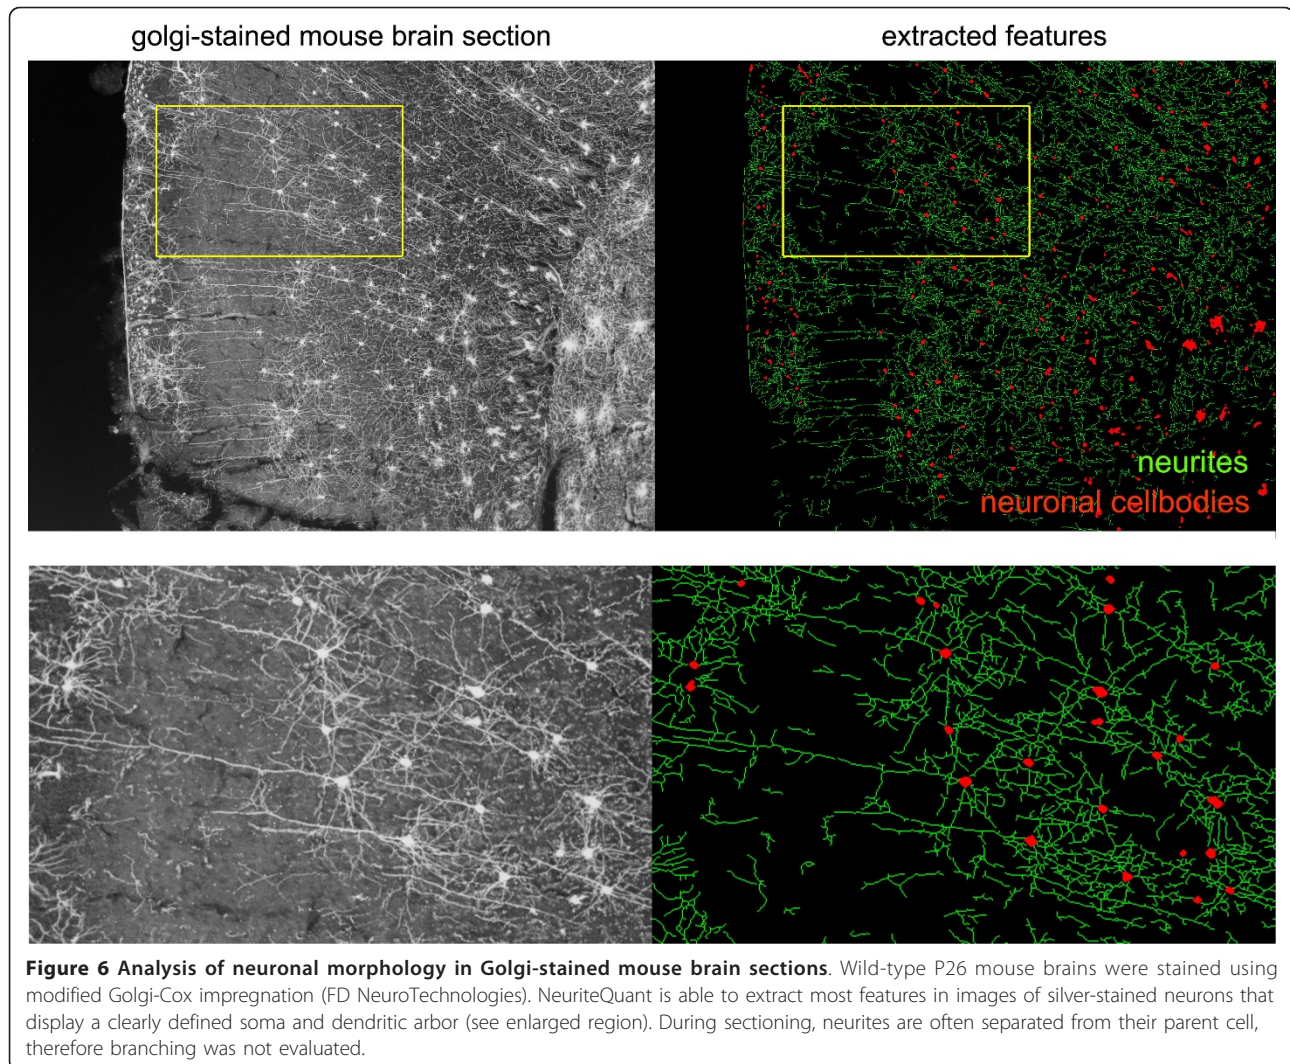 golgi-stained mouse brain section
extracted features
neurites
neuronal cellbodies
Figure 6 Analysis of neuronal morphology in Golgi-stained mouse brain sections. Wild-type P26 mouse brains were stained using
modified Golgi-Cox impregnation (FD NeuroTechnologies). NeuriteQuant is able to extract most features in images of silver-stained neurons that
display a clearly defined soma and dendritic arbor (see enlarged region). During sectioning, neurites are often separated from their parent cell,
therefore branching was not evaluated.